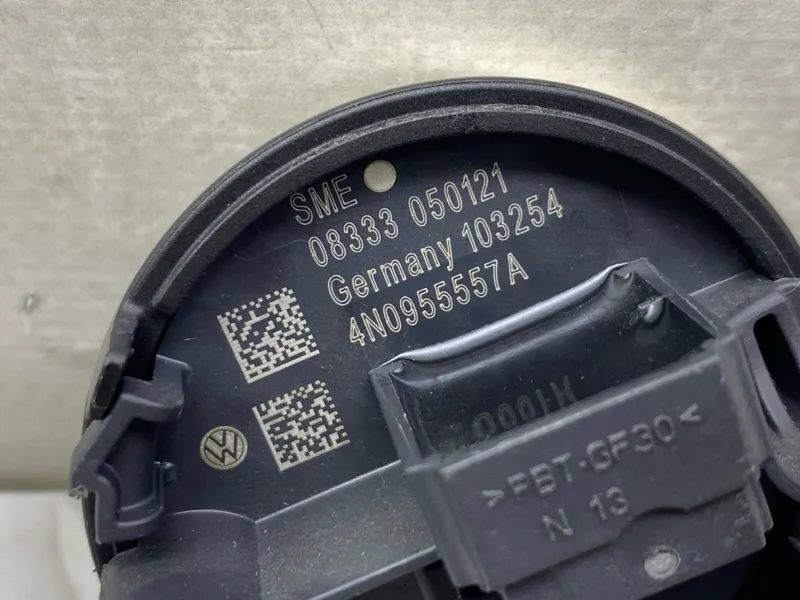 SME
08333 050121
Germany 103254
4N0955557A
>PBT-GF30<
N 13